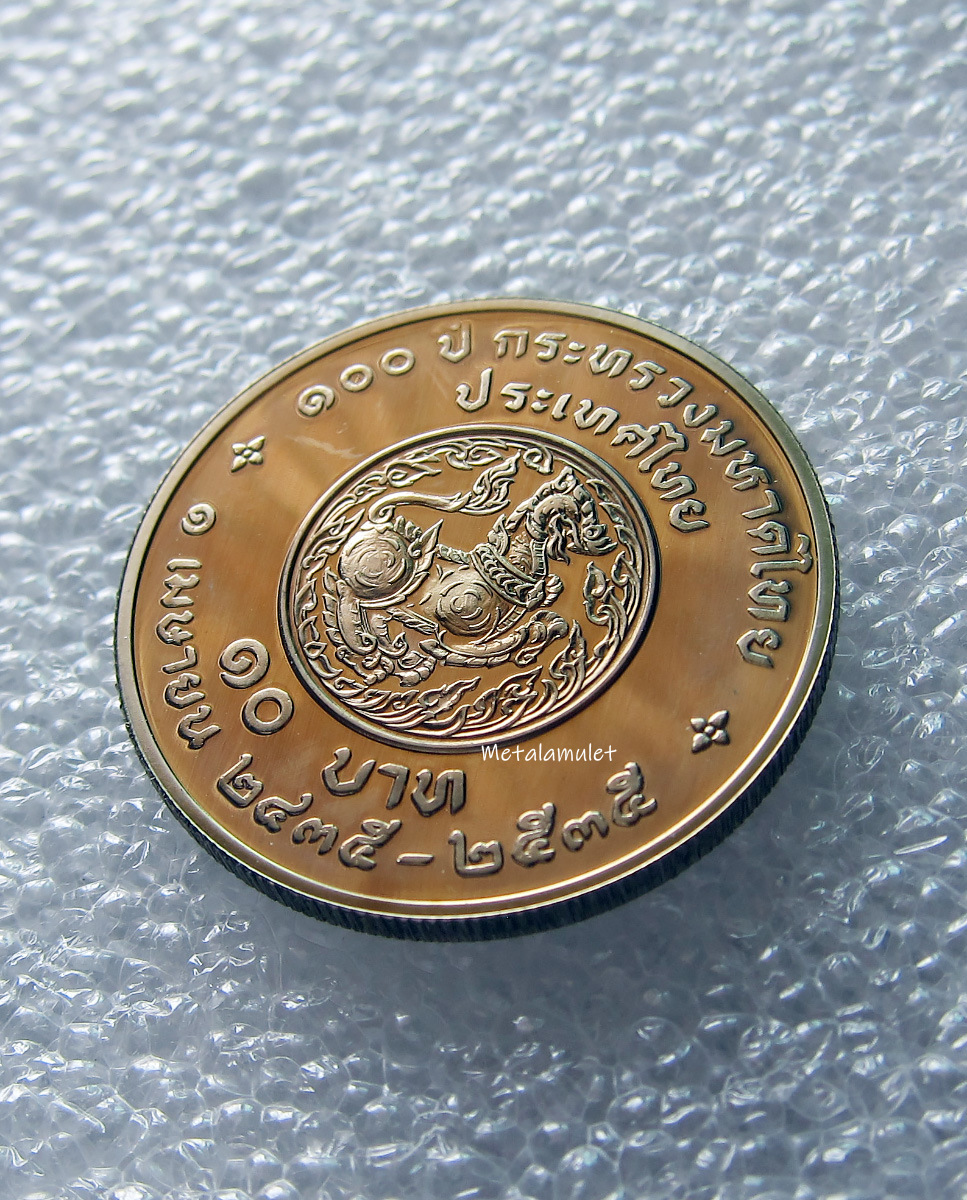 ๑๐๐ ปี กระทรวงมหาดไทย
ประเทศไทย
๑๐ บาท
๑ เมษายน ๒๔๓๕ - ๒๕๓๕
Metalamulet